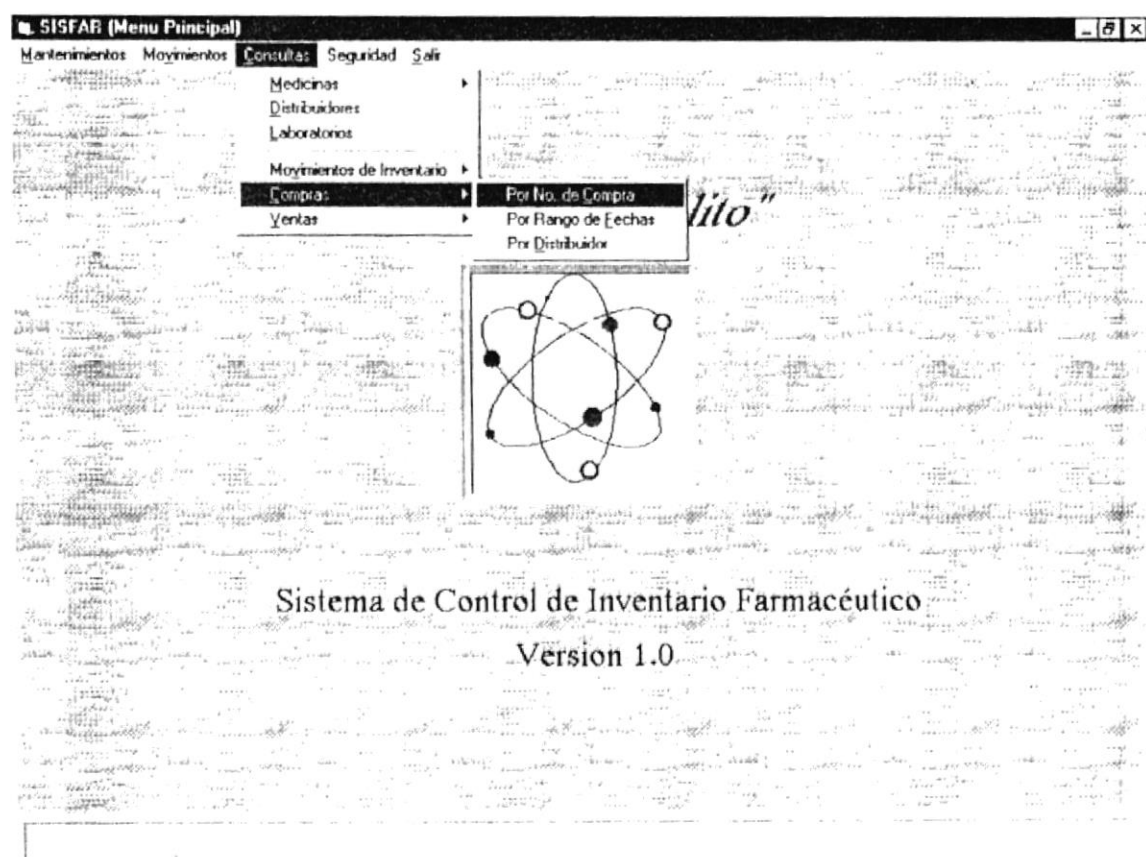 SISFAR (Menu Principal)
Mantenimientos Movimientos Consultas Seguridad Salir
Medicinas
Distribuidores
Laboratorios
Movimientos de Inventario
Compras
Ventas
Por No. de Compra
Por Rango de Fechas
Por Distribuidor
lito"
Sistema de Control de Inventario Farmacéutico
Version 1.0